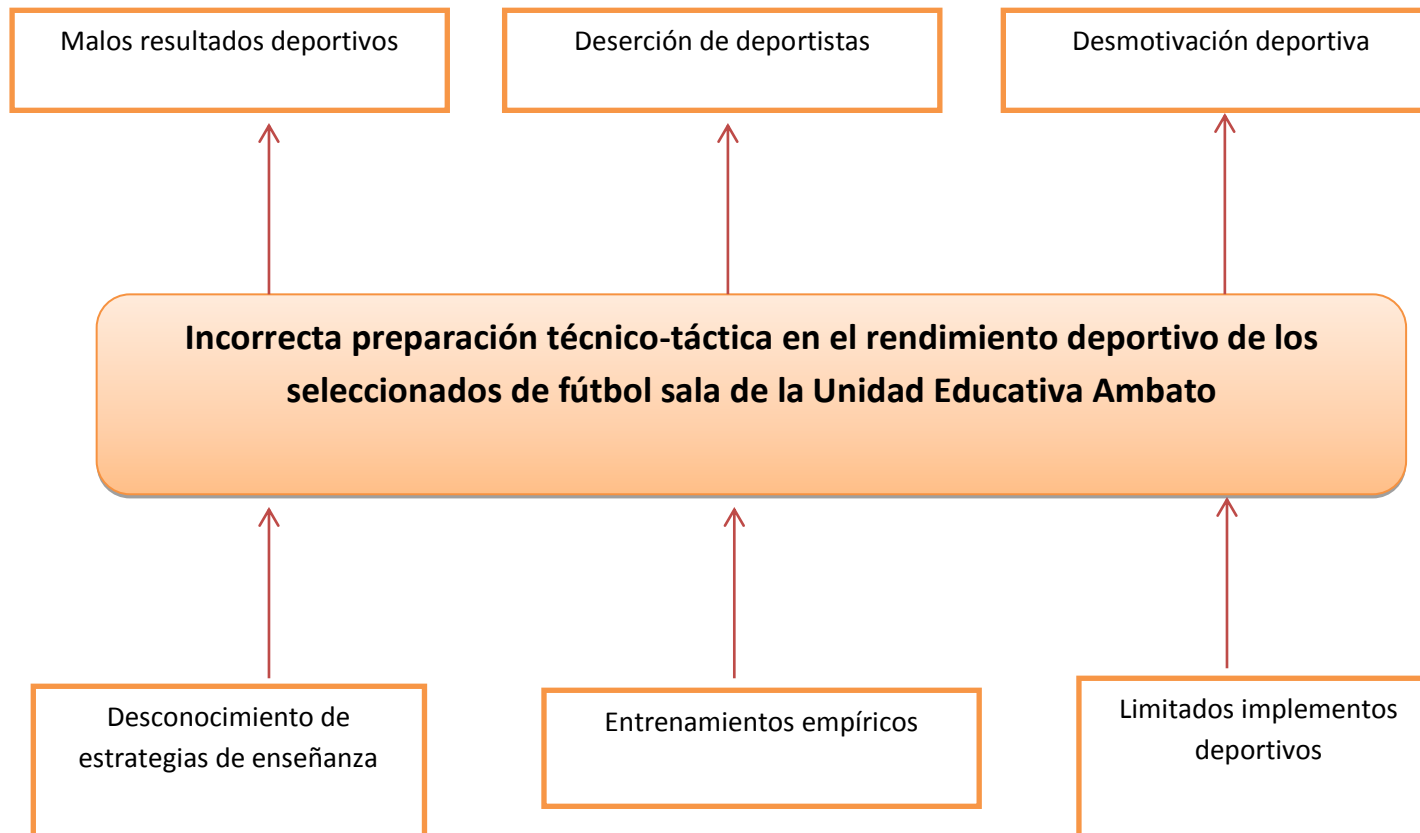 Malos resultados deportivos
Deserción de deportistas
Desmotivación deportiva
Incorrecta preparación técnico-táctica en el rendimiento deportivo de los
seleccionados de fútbol sala de la Unidad Educativa Ambato
Desconocimiento de
estrategias de enseñanza
Entrenamientos empíricos
Limitados implementos
deportivos